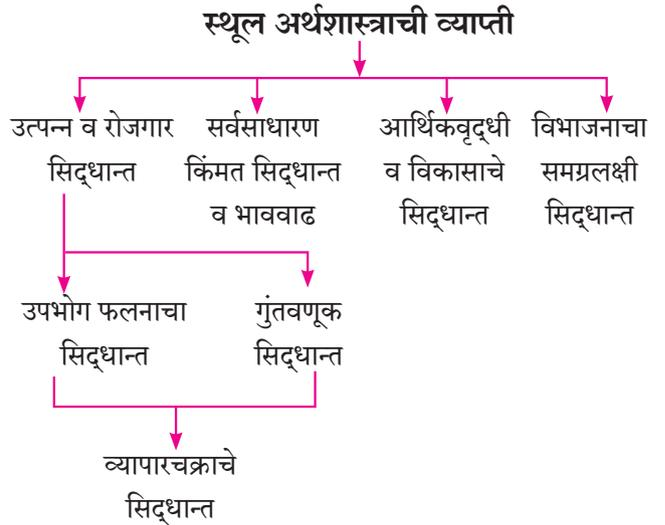 स्थूल अर्थशास्त्राची व्याप्ती
उत्पन्न व रोजगार
सिद्धान्त
सर्वसाधारण
किंमत सिद्धान्त
व भाववाढ
आर्थिकवृद्धी
व विकासाचे
सिद्धान्त
विभाजनाचा
समग्रलक्षी
सिद्धान्त
उपभोग फलनाचा
सिद्धान्त
गुंतवणूक
सिद्धान्त
व्यापारचक्राचे
सिद्धान्त